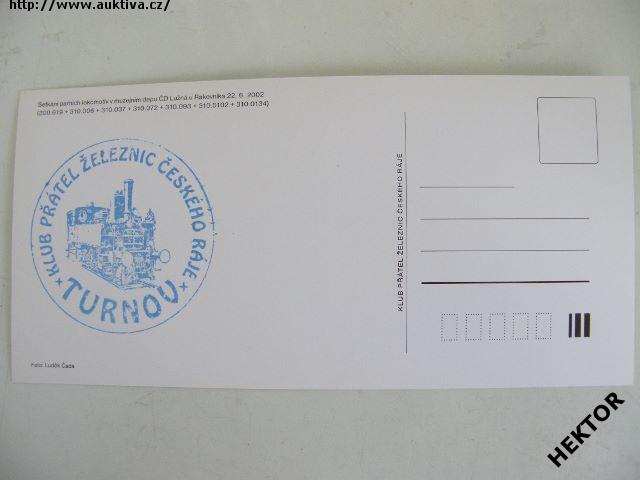 http://www.auktiva.cz/
Setkání parních lokomotiv v muzejním depu ČD Lužná u Rakovníka 22. 6. 2002
(200.619 + 310.006 + 310.037 + 310.072 + 310.093 + 310.0102 + 310.0134)
* KLUB PŘÁTEL ŽELEZNIC ČESKÉHO RÁJE *
TURNOV
KLUB PŘÁTEL ŽELEZNIC ČESKÉHO RÁJE
Foto: Luděk Čada
HEKTOR